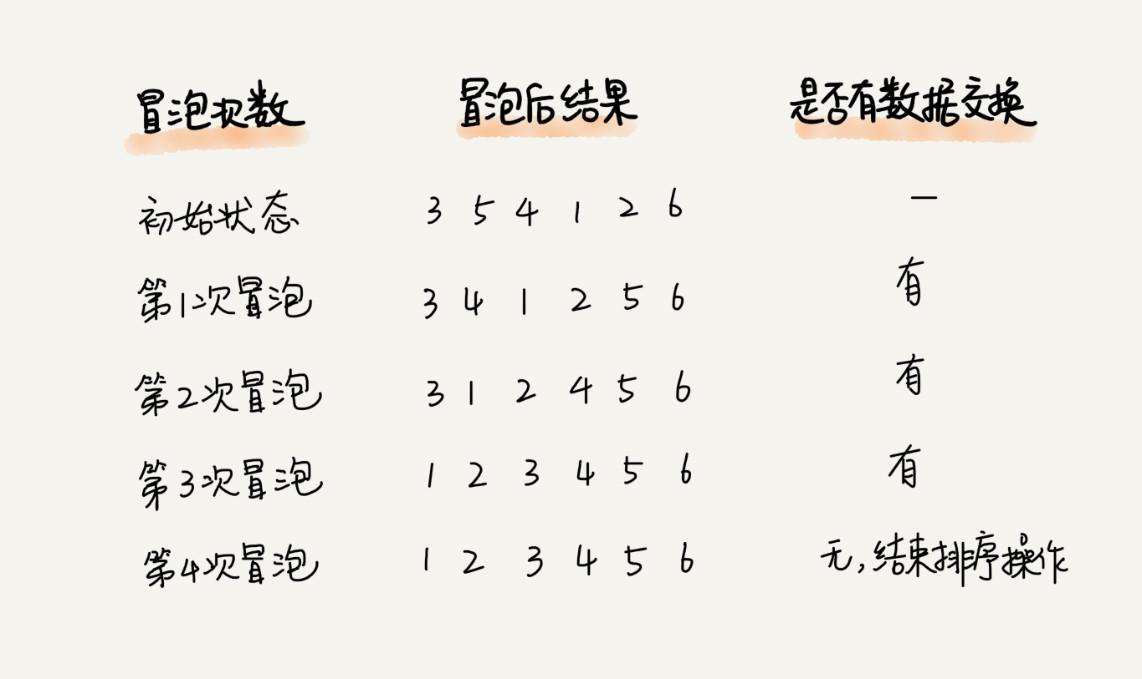 冒泡次数 冒泡后结果 是否有数据交换
初始状态 3 5 4 1 2 6 —
第1次冒泡 3 4 1 2 5 6 有
第2次冒泡 3 1 2 4 5 6 有
第3次冒泡 1 2 3 4 5 6 有
第4次冒泡 1 2 3 4 5 6 无,结束排序操作